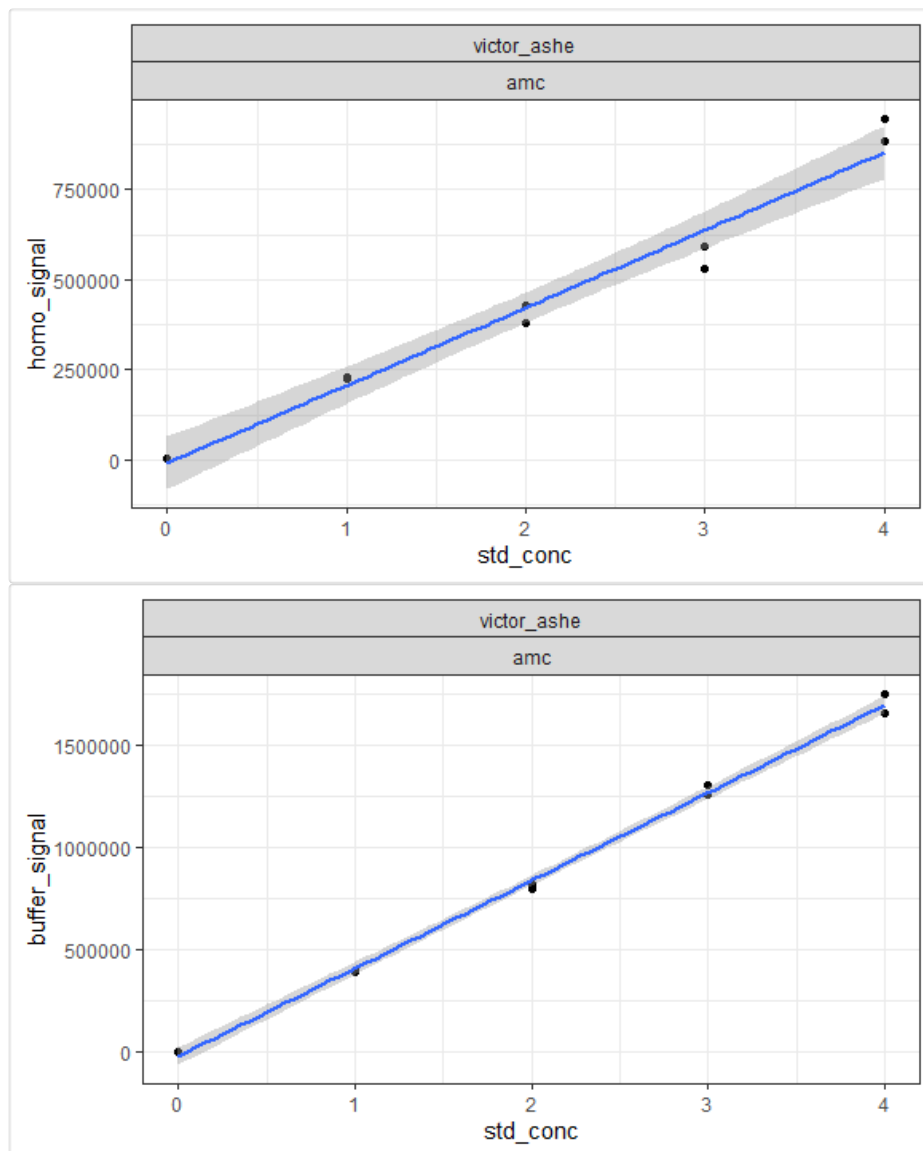 victor_ashe
amc
750000
500000
250000
0
homo_signal
0 1 2 3 4
std_conc
victor_ashe
amc
1500000
1000000
500000
0
buffer_signal
0 1 2 3 4
std_conc